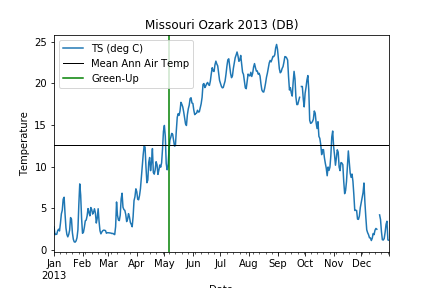 Missouri Ozark 2013 (DB)
TS (deg C)
Mean Ann Air Temp
Green-Up
25
20
15
10
5
0
Temperature
Jan Feb Mar Apr May Jun Jul Aug Sep Oct Nov Dec
2013
Date